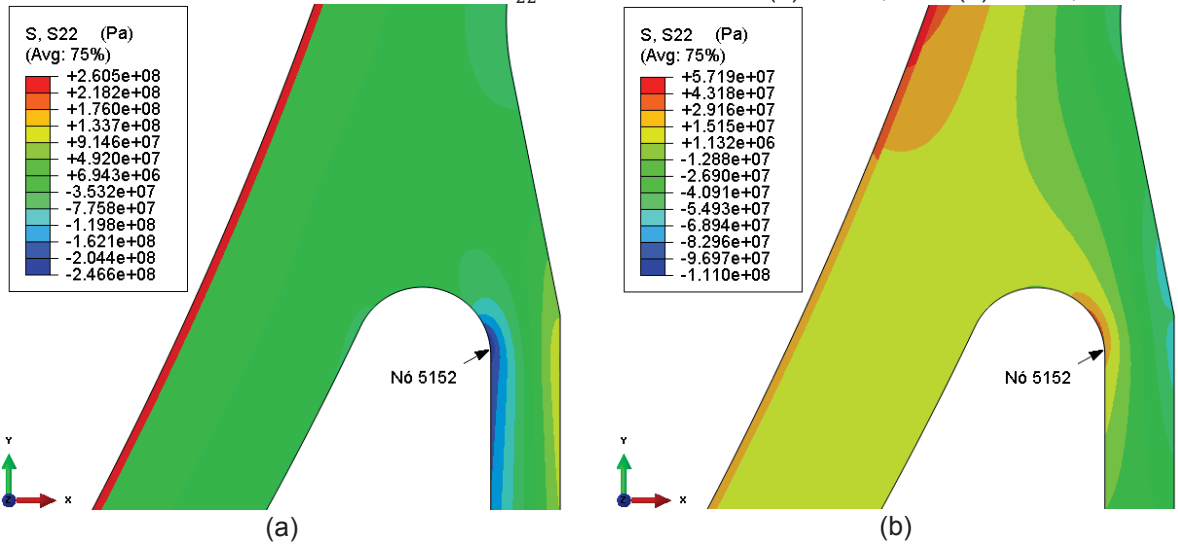 22
S, S22 (Pa)
(Avg: 75%)
+2.605e+08
+2.182e+08
+1.760e+08
+1.337e+08
+9.146e+07
+4.920e+07
+6.943e+06
-3.532e+07
-7.758e+07
-1.198e+08
-1.621e+08
-2.044e+08
-2.466e+08
Nó 5152
Y
Z
X
(a)
S, S22 (Pa)
(Avg: 75%)
+5.719e+07
+4.318e+07
+2.916e+07
+1.515e+07
+1.132e+06
-1.288e+07
-2.690e+07
-4.091e+07
-5.493e+07
-6.894e+07
-8.296e+07
-9.697e+07
-1.110e+08
Nó 5152
Y
Z
X
(b)